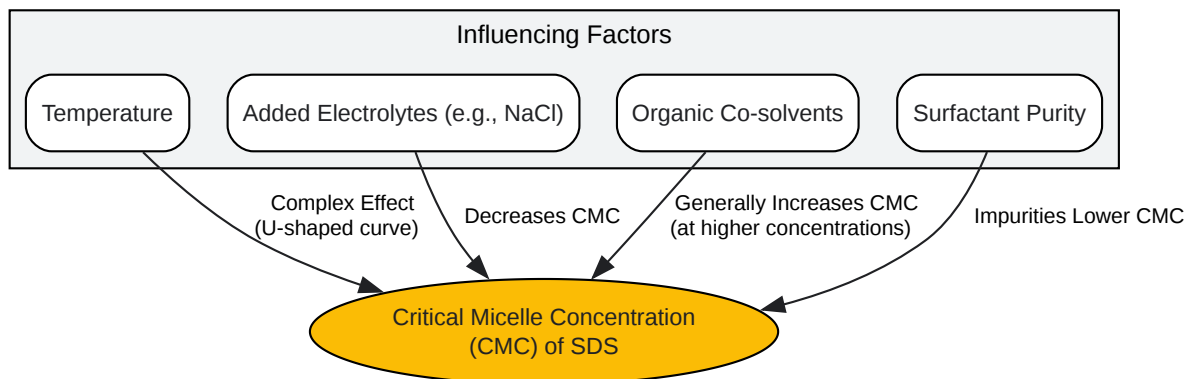 Influencing Factors
Temperature
Added Electrolytes (e.g., NaCl)
Organic Co-solvents
Surfactant Purity
Complex Effect
(U-shaped curve)
Decreases CMC
Generally Increases CMC
(at higher concentrations)
Impurities Lower CMC
Critical Micelle Concentration
(CMC) of SDS